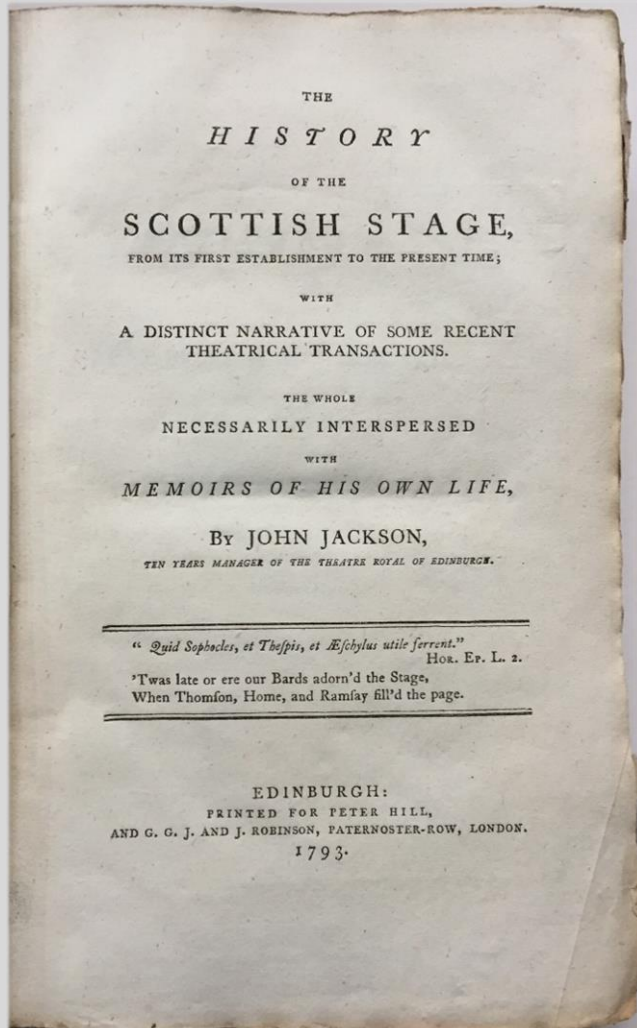 THE
HISTORY
OF THE
SCOTTISH STAGE,
FROM ITS FIRST ESTABLISHMENT TO THE PRESENT TIME;
WITH
A DISTINCT NARRATIVE OF SOME RECENT
THEATRICAL TRANSACTIONS.
THE WHOLE
NECESSARILY INTERSPERSED
WITH
MEMOIRS OF HIS OWN LIFE,
BY JOHN JACKSON,
TEN YEARS MANAGER OF THE THEATRE ROYAL OF EDINBURGH.
“ Quid Sophocles, et Theſpis, et Æſchylus utile ferrent.”
HOR. EP. L. 2.
'Twas late or ere our Bards adorn'd the Stage,
When Thomſon, Home, and Ramſay fill'd the page.
EDINBURGH:
PRINTED FOR PETER HILL,
AND G. G. J. AND J. ROBINSON, PATERNOSTER-ROW, LONDON.
1793.